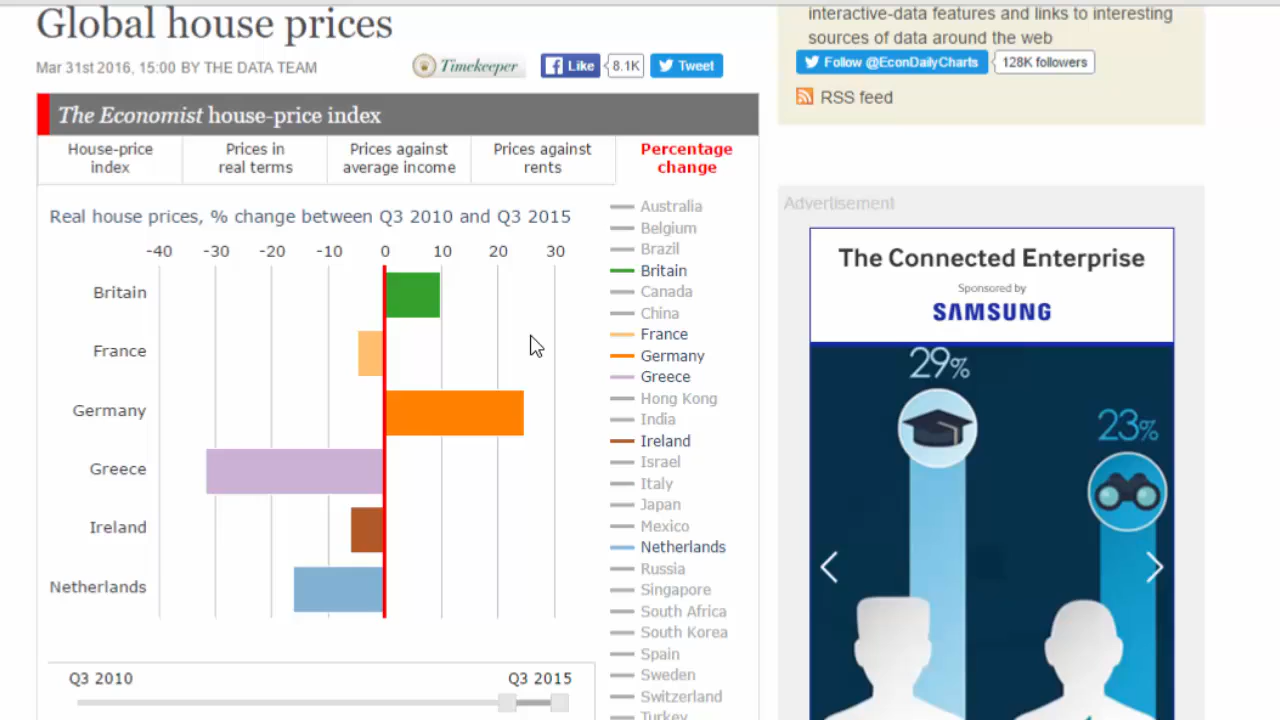 Global house prices
Mar 31st 2016, 15:00 BY THE DATA TEAM
Timekeeper
Like
8.1K
Tweet
The Economist house-price index
House-price
index
Prices in
real terms
Prices against
average income
Prices against
rents
Percentage
change
Real house prices, % change between Q3 2010 and Q3 2015
-40 -30 -20 -10 0 10 20 30
Britain
France
Germany
Greece
Ireland
Netherlands
Q3 2010
Q3 2015
Australia
Belgium
Brazil
Britain
Canada
China
France
Germany
Greece
Hong Kong
India
Ireland
Israel
Italy
Japan
Mexico
Netherlands
Russia
Singapore
South Africa
South Korea
Spain
Sweden
Switzerland
Turkey
interactive-data features and links to interesting
sources of data around the web
Follow @EconDailyCharts
128K followers
RSS feed
Advertisement
The Connected Enterprise
Sponsored by
SAMSUNG
29%
23%